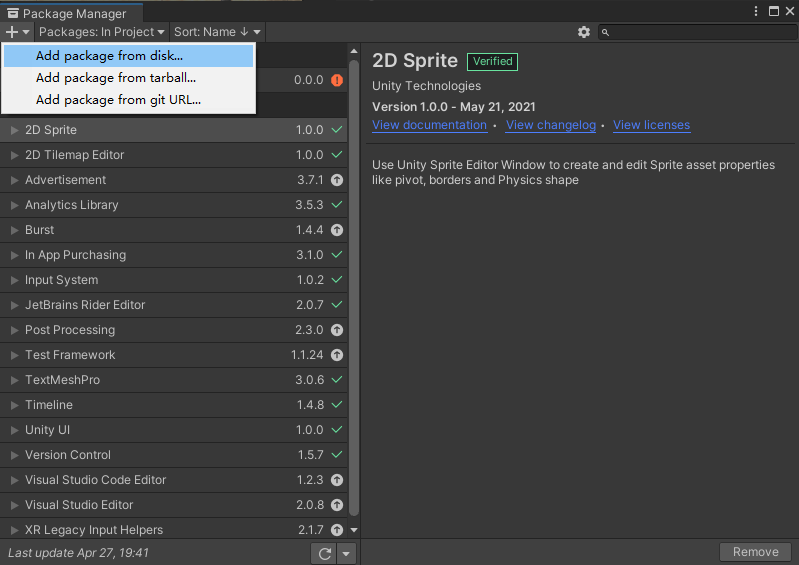 Package Manager
Packages: In Project Sort: Name ↓
Add package from disk...
Add package from tarball...
Add package from git URL...
0.0.0
2D Sprite 1.0.0
2D Tilemap Editor 1.0.0
Advertisement 3.7.1
Analytics Library 3.5.3
Burst 1.4.4
In App Purchasing 3.1.0
Input System 1.0.2
JetBrains Rider Editor 2.0.7
Post Processing 2.3.0
Test Framework 1.1.24
TextMeshPro 3.0.6
Timeline 1.4.8
Unity UI 1.0.0
Version Control 1.5.7
Visual Studio Code Editor 1.2.3
Visual Studio Editor 2.0.8
XR Legacy Input Helpers 2.1.7
Last update Apr 27, 19:41
2D Sprite Verified
Unity Technologies
Version 1.0.0 - May 21, 2021
View documentation • View changelog • View licenses
Use Unity Sprite Editor Window to create and edit Sprite asset properties
like pivot, borders and Physics shape
Remove